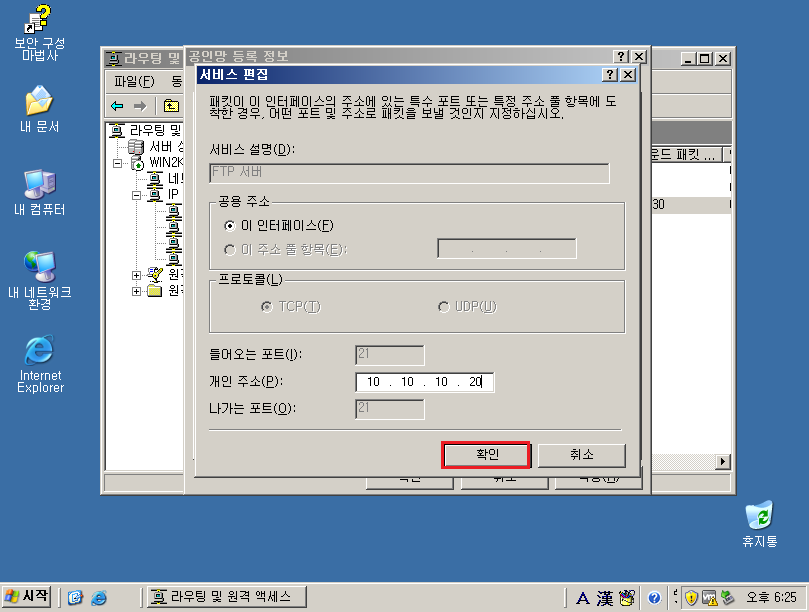 보안 구성
마법사
내 문서
내 컴퓨터
내 네트워크
환경
Internet
Explorer
휴지통
라우팅 및
파일(F) 동
라우팅 및
서버 상
WIN2K
네트
IP
원격
원격
공인망 등록 정보
운드 패킷 ...
30
서비스 편집
패킷이 이 인터페이스의 주소에 있는 특수 포트 또는 특정 주소 풀 항목에 도
착한 경우, 어떤 포트 및 주소로 패킷을 보낼 것인지 지정하십시오.
서비스 설명(D):
FTP 서버
공용 주소
이 인터페이스(F)
이 주소 풀 항목(E):
프로토콜(L)
TCP(T)
UDP(U)
들어오는 포트(I):
21
개인 주소(P):
10 . 10 . 10 . 20
나가는 포트(O):
21
확인
취소
시작
라우팅 및 원격 액세스
A 漢
오후 6:25